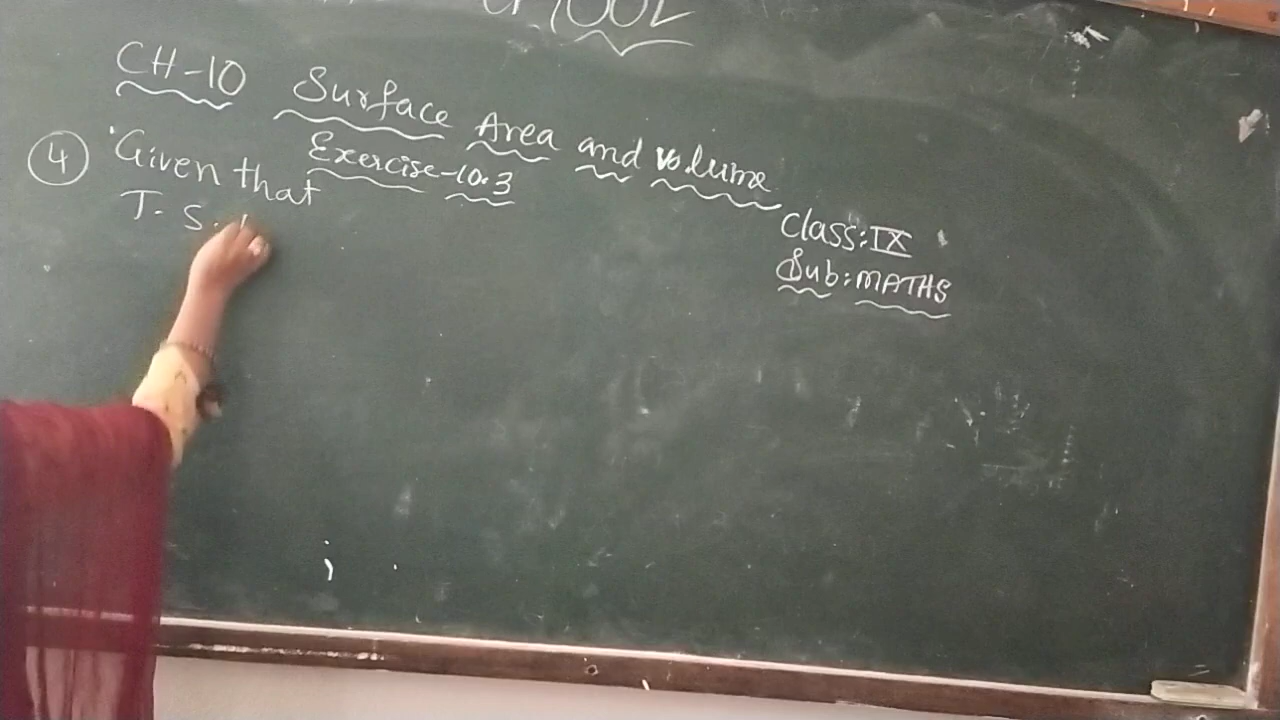 CH-10 Surface Area and volume
Exercise-10.3
Class: IX
Sub: MATHS
4 Given that
T. S.